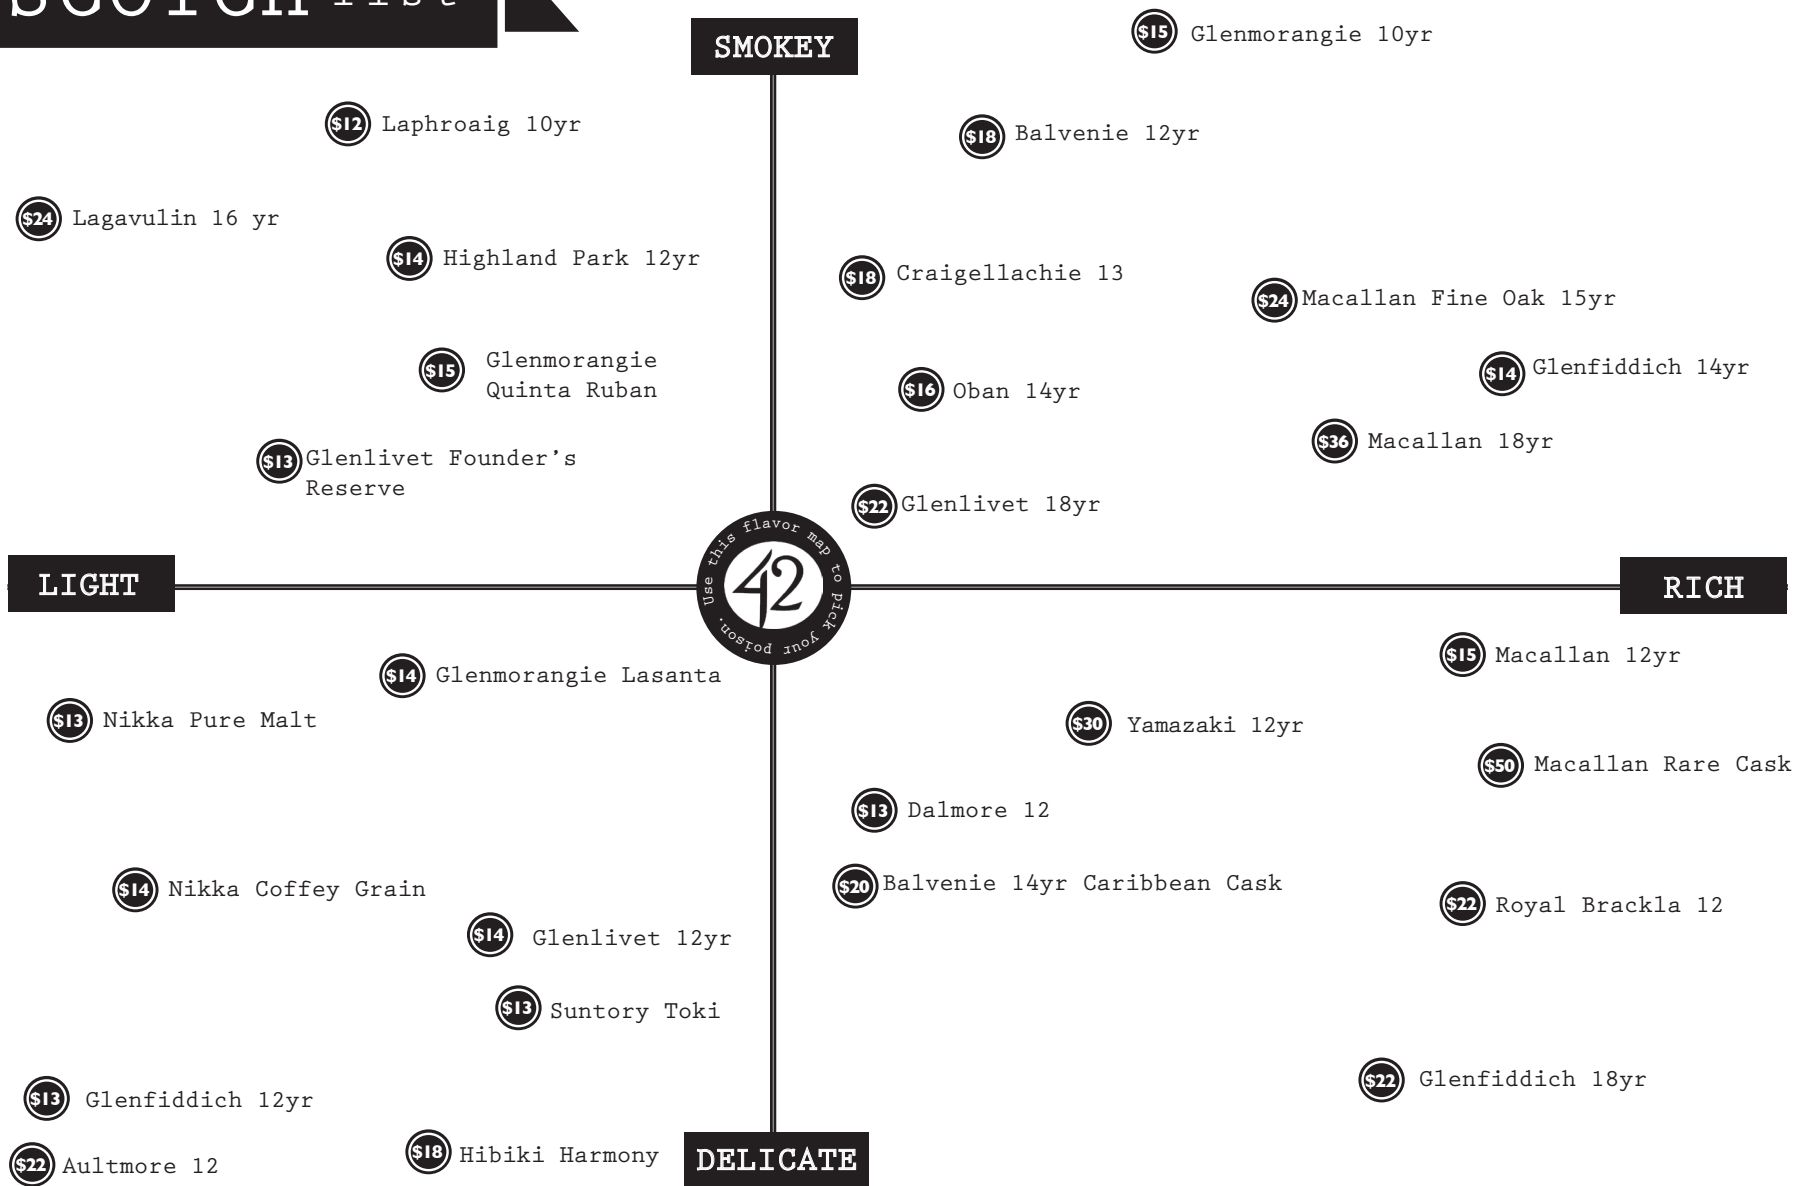 SCOTCH list
SMOKEY
$15 Glenmorangie 10yr
$12 Laphroaig 10yr
$18 Balvenie 12yr
$24 Lagavulin 16 yr
$14 Highland Park 12yr
$18 Craigellachie 13
$24 Macallan Fine Oak 15yr
$15 Glenmorangie
Quinta Ruban
$16 Oban 14yr
$14 Glenfiddich 14yr
$36 Macallan 18yr
$13 Glenlivet Founder's
Reserve
$22 Glenlivet 18yr
LIGHT
Use this flavor map to pick your poison.
42
RICH
$14 Glenmorangie Lasanta
$15 Macallan 12yr
$13 Nikka Pure Malt
$30 Yamazaki 12yr
$50 Macallan Rare Cask
$13 Dalmore 12
$14 Nikka Coffey Grain
$20 Balvenie 14yr Caribbean Cask
$22 Royal Brackla 12
$14 Glenlivet 12yr
$13 Suntory Toki
$22 Glenfiddich 18yr
$13 Glenfiddich 12yr
$18 Hibiki Harmony
DELICATE
$22 Aultmore 12